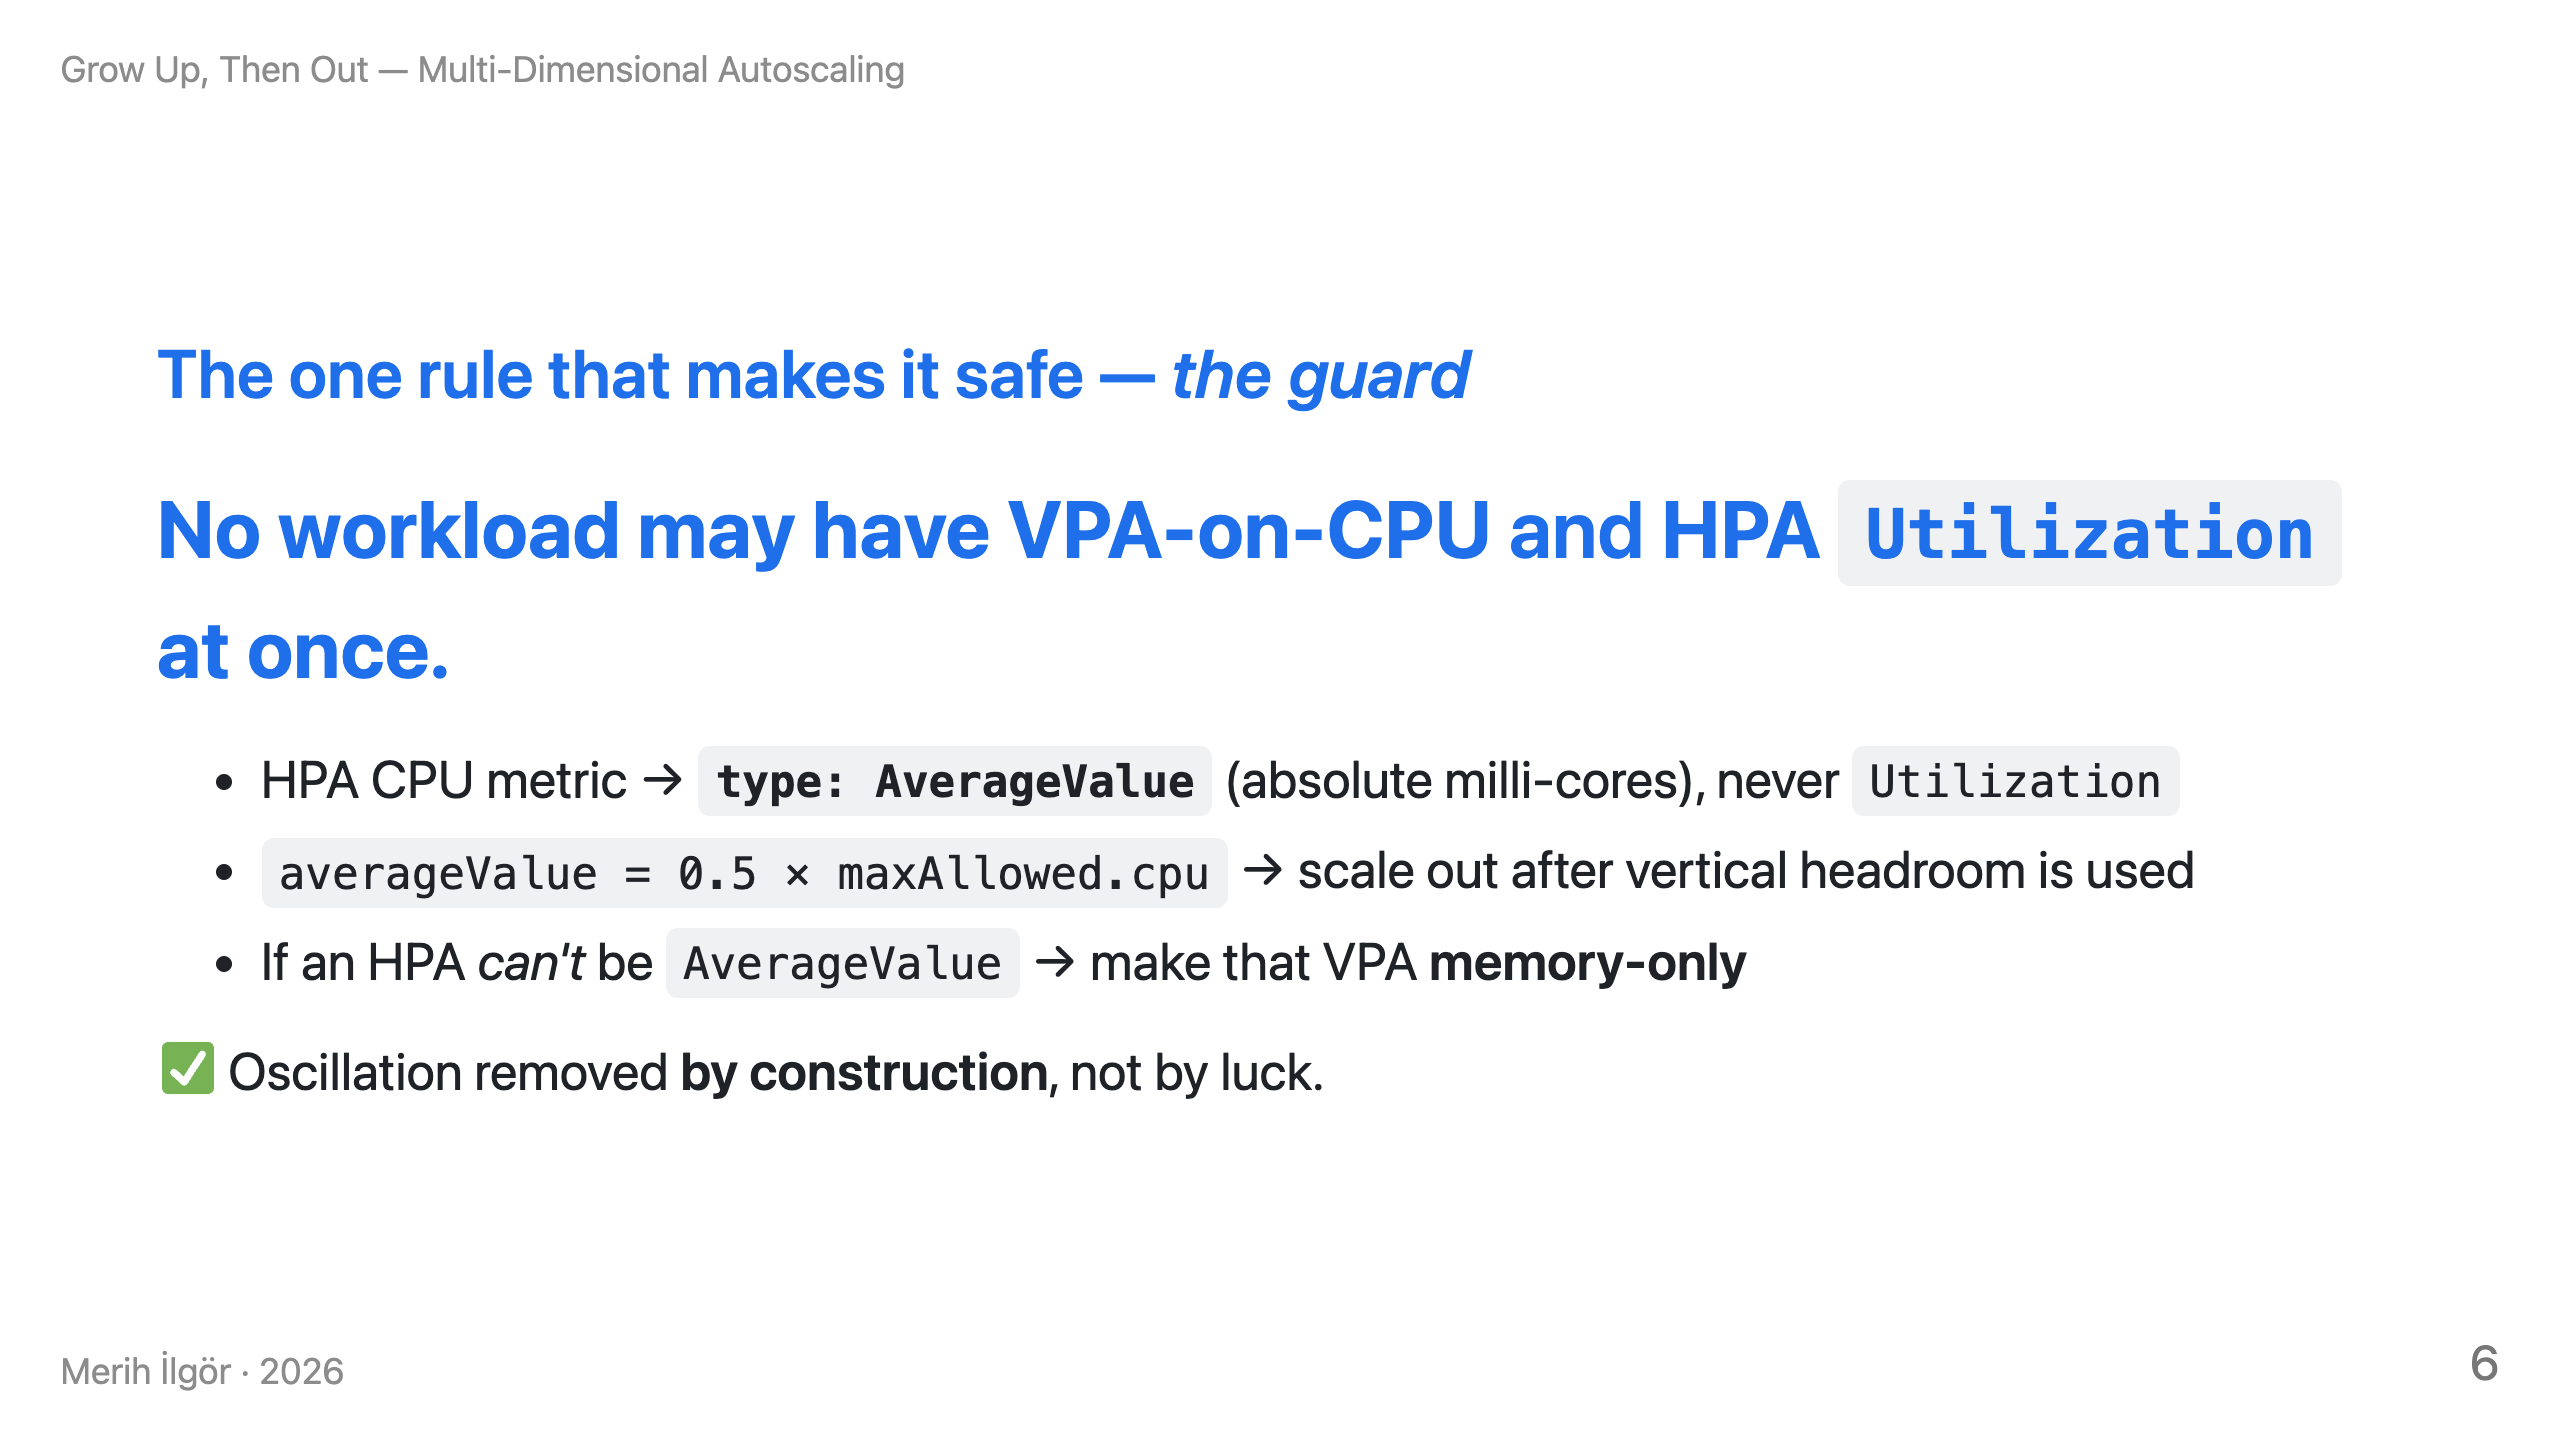 Grow Up, Then Out — Multi-Dimensional Autoscaling
The one rule that makes it safe — the guard
No workload may have VPA-on-CPU and HPA Utilization
at once.
• HPA CPU metric → type: AverageValue (absolute milli-cores), never Utilization
• averageValue = 0.5 × maxAllowed.cpu → scale out after vertical headroom is used
• If an HPA can't be AverageValue → make that VPA memory-only
✅ Oscillation removed by construction, not by luck.
Merih İlgör · 2026
6